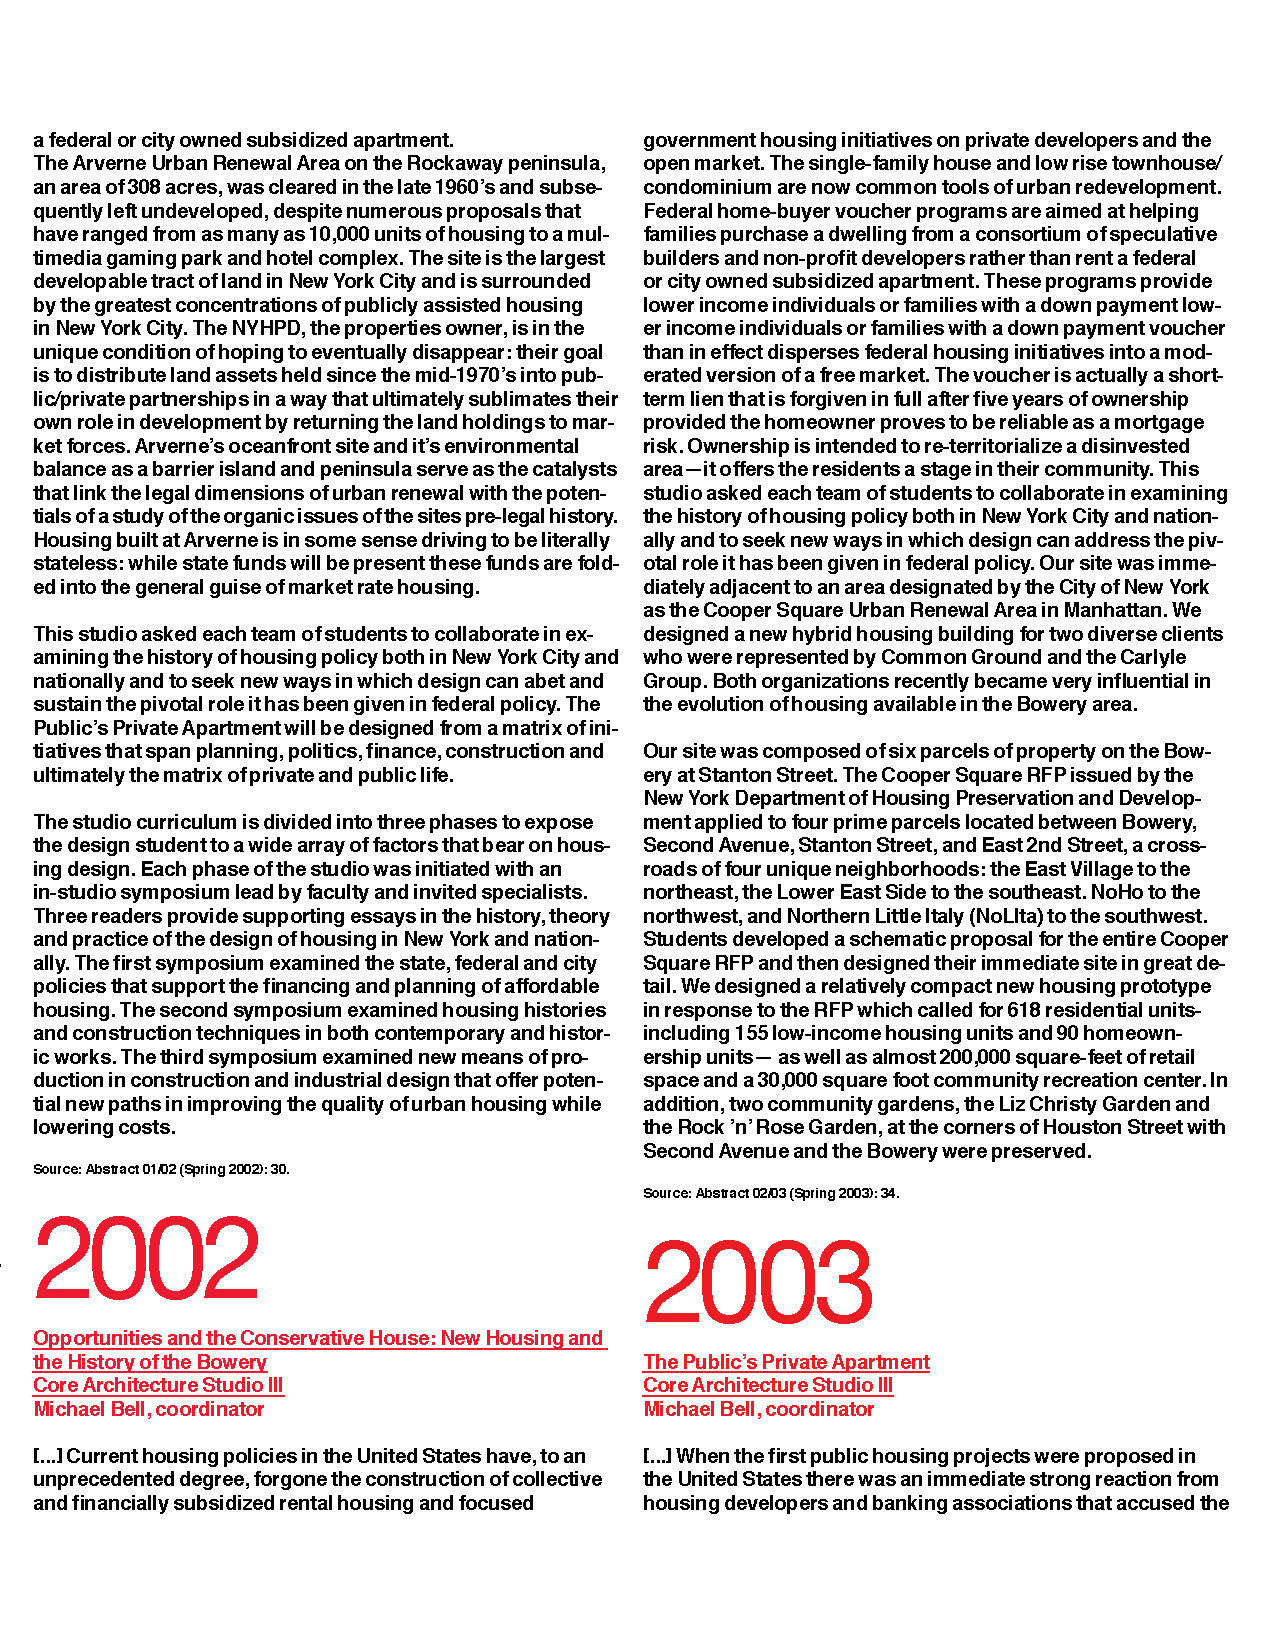 a federal or city owned subsidized apartment.
The Arverne Urban Renewal Area on the Rockaway peninsula,
an area of 308 acres, was cleared in the late 1960’s and subse-
quently left undeveloped, despite numerous proposals that
have ranged from as many as 10,000 units of housing to a mul-
timedia gaming park and hotel complex. The site is the largest
developable tract of land in New York City and is surrounded
by the greatest concentrations of publicly assisted housing
in New York City. The NYHPD, the properties owner, is in the
unique condition of hoping to eventually disappear: their goal
is to distribute land assets held since the mid-1970’s into pub-
lic/private partnerships in a way that ultimately sublimates their
own role in development by returning the land holdings to mar-
ket forces. Arverne’s oceanfront site and it’s environmental
balance as a barrier island and peninsula serve as the catalysts
that link the legal dimensions of urban renewal with the poten-
tials of a study of the organic issues of the sites pre-legal history.
Housing built at Arverne is in some sense driving to be literally
stateless: while state funds will be present these funds are fold-
ed into the general guise of market rate housing.
This studio asked each team of students to collaborate in ex-
amining the history of housing policy both in New York City and
nationally and to seek new ways in which design can abet and
sustain the pivotal role it has been given in federal policy. The
Public’s Private Apartment will be designed from a matrix of ini-
tiatives that span planning, politics, finance, construction and
ultimately the matrix of private and public life.
The studio curriculum is divided into three phases to expose
the design student to a wide array of factors that bear on hous-
ing design. Each phase of the studio was initiated with an
in-studio symposium lead by faculty and invited specialists.
Three readers provide supporting essays in the history, theory
and practice of the design of housing in New York and nation-
ally. The first symposium examined the state, federal and city
policies that support the financing and planning of affordable
housing. The second symposium examined housing histories
and construction techniques in both contemporary and histor-
ic works. The third symposium examined new means of pro-
duction in construction and industrial design that offer poten-
tial new paths in improving the quality of urban housing while
lowering costs.
Source: Abstract 01/02 (Spring 2002): 30.
2002
Opportunities and the Conservative House: New Housing and
the History of the Bowery
Core Architecture Studio III
Michael Bell, coordinator
[...] Current housing policies in the United States have, to an
unprecedented degree, forgone the construction of collective
and financially subsidized rental housing and focused
government housing initiatives on private developers and the
open market. The single-family house and low rise townhouse/
condominium are now common tools of urban redevelopment.
Federal home-buyer voucher programs are aimed at helping
families purchase a dwelling from a consortium of speculative
builders and non-profit developers rather than rent a federal
or city owned subsidized apartment. These programs provide
lower income individuals or families with a down payment low-
er income individuals or families with a down payment voucher
than in effect disperses federal housing initiatives into a mod-
erated version of a free market. The voucher is actually a short-
term lien that is forgiven in full after five years of ownership
provided the homeowner proves to be reliable as a mortgage
risk. Ownership is intended to re-territorialize a disinvested
area—it offers the residents a stage in their community. This
studio asked each team of students to collaborate in examining
the history of housing policy both in New York City and nation-
ally and to seek new ways in which design can address the piv-
otal role it has been given in federal policy. Our site was imme-
diately adjacent to an area designated by the City of New York
as the Cooper Square Urban Renewal Area in Manhattan. We
designed a new hybrid housing building for two diverse clients
who were represented by Common Ground and the Carlyle
Group. Both organizations recently became very influential in
the evolution of housing available in the Bowery area.
Our site was composed of six parcels of property on the Bow-
ery at Stanton Street. The Cooper Square RFP issued by the
New York Department of Housing Preservation and Develop-
ment applied to four prime parcels located between Bowery,
Second Avenue, Stanton Street, and East 2nd Street, a cross-
roads of four unique neighborhoods: the East Village to the
northeast, the Lower East Side to the southeast. NoHo to the
northwest, and Northern Little Italy (NoLIta) to the southwest.
Students developed a schematic proposal for the entire Cooper
Square RFP and then designed their immediate site in great de-
tail. We designed a relatively compact new housing prototype
in response to the RFP which called for 618 residential units-
including 155 low-income housing units and 90 homeown-
ership units— as well as almost 200,000 square-feet of retail
space and a 30,000 square foot community recreation center. In
addition, two community gardens, the Liz Christy Garden and
the Rock ’n’ Rose Garden, at the corners of Houston Street with
Second Avenue and the Bowery were preserved.
Source: Abstract 02/03 (Spring 2003): 34.
2003
The Public’s Private Apartment
Core Architecture Studio III
Michael Bell, coordinator
[...] When the first public housing projects were proposed in
the United States there was an immediate strong reaction from
housing developers and banking associations that accused the